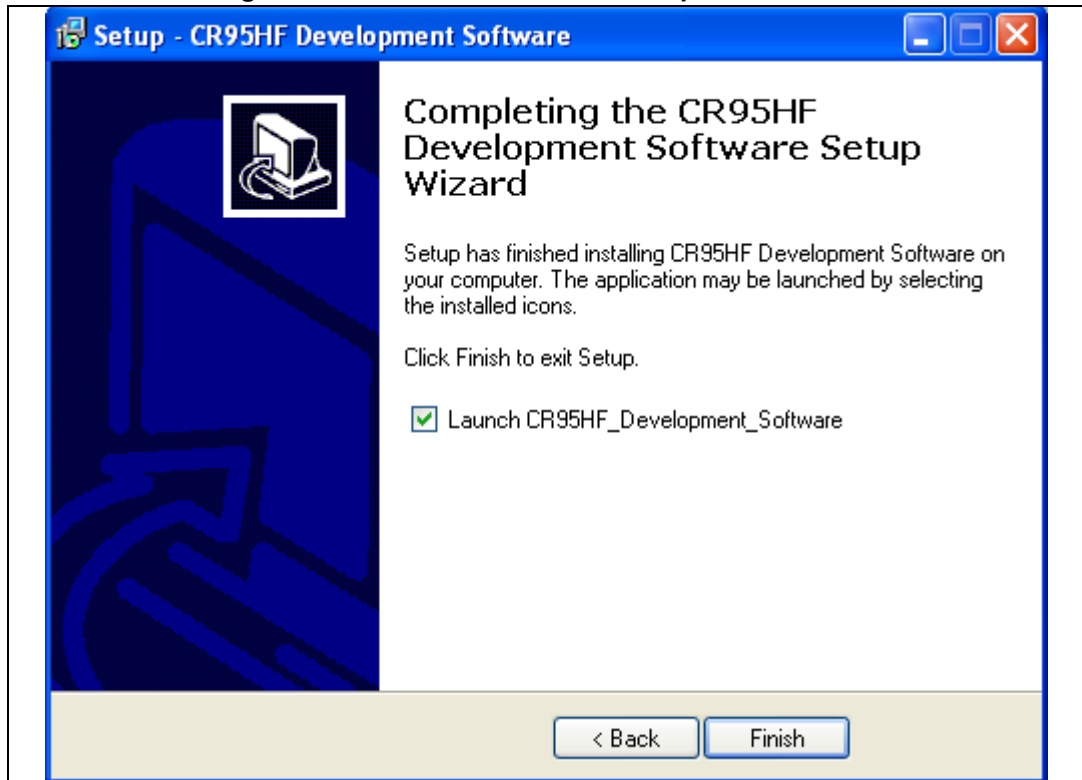 Setup - CR95HF Development Software
Completing the CR95HF
Development Software Setup
Wizard
Setup has finished installing CR95HF Development Software on
your computer. The application may be launched by selecting
the installed icons.
Click Finish to exit Setup.
Launch CR95HF_Development_Software
< Back
Finish